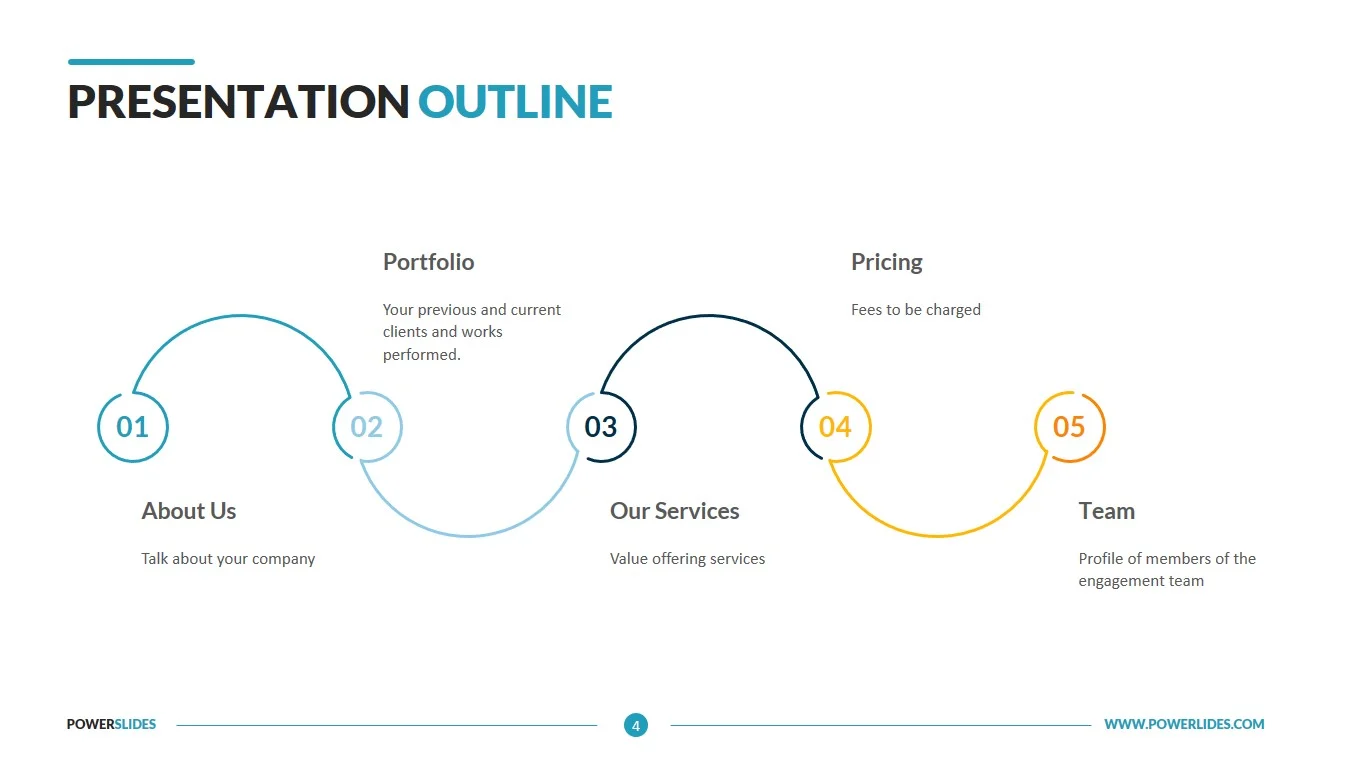 PRESENTATION OUTLINE
01
About Us
Talk about your company
02
Portfolio
Your previous and current
clients and works
performed.
03
Our Services
Value offering services
04
Pricing
Fees to be charged
05
Team
Profile of members of the
engagement team
POWERSLIDES
4
WWW.POWERLIDES.COM